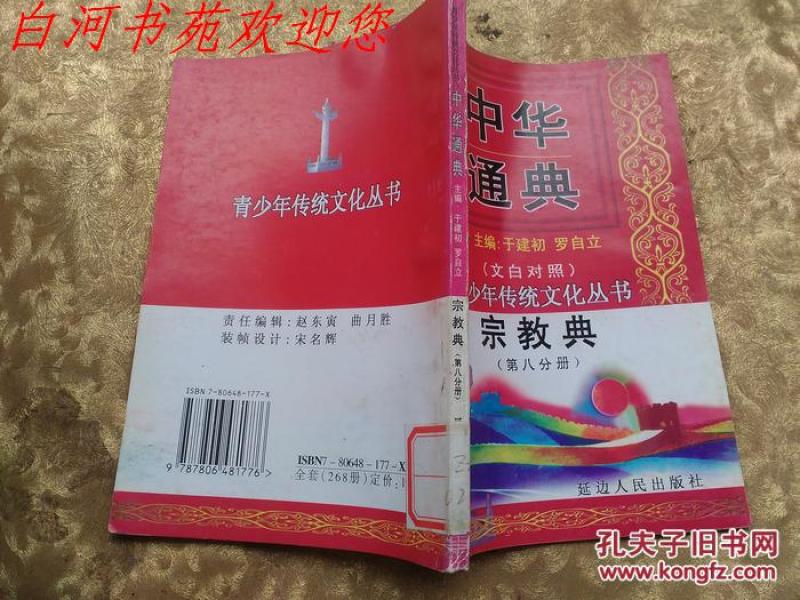 白河书苑欢迎您
青少年传统文化丛书
责任编辑:赵东寅 曲月胜
装帧设计:宋名辉
ISBN 7-80648-177-X
9 787806 481776 >
ISBN7-80648-177-X
全套(268册)定价:
中华通典
主编 于建初 罗自立
宗教典
(第八分册)
中华
通典
主编:于建初 罗自立
(文白对照)
少年传统文化丛书
宗教典
(第八分册)
延边人民出版社
孔夫子旧书网
www.kongfz.com